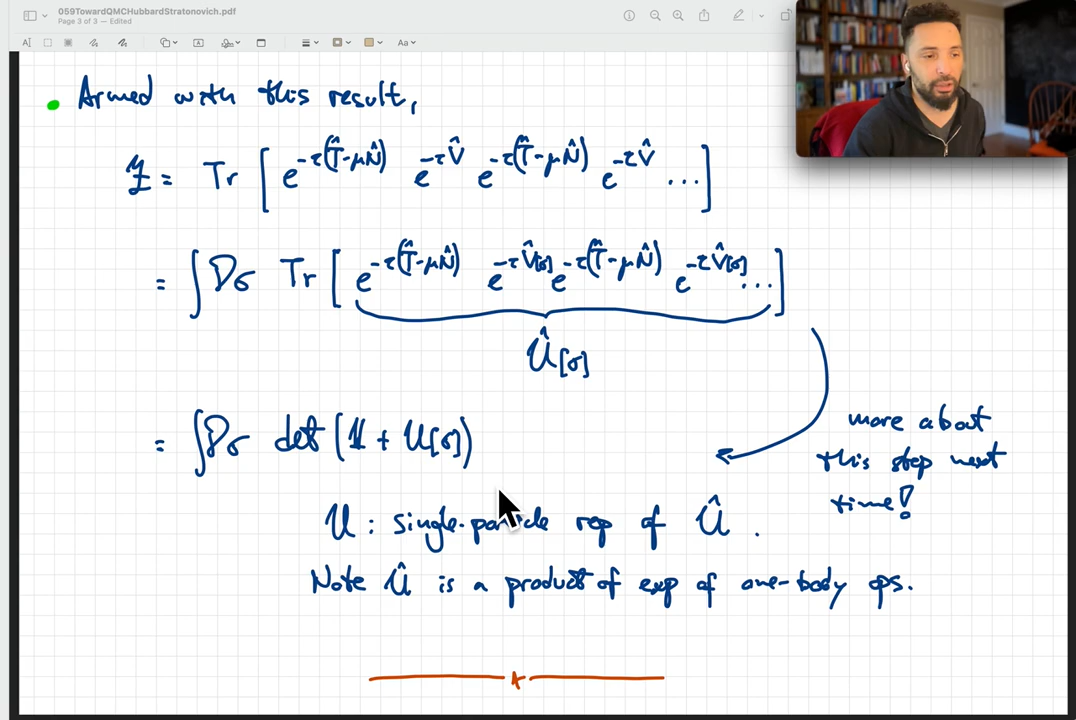 059TowardQMCHubbardStratonovich.pdf
Page 3 of 3 — Edited
Aa
• Armed with this result,
Z = Tr [ e^{-τ(T̂-μN̂)} e^{-τV̂} e^{-τ(T̂-μN̂)} e^{-τV̂} ... ]
= ∫Dσ Tr [ e^{-τ(T̂-μN̂)} e^{-τV̂[σ]} e^{-τ(T̂-μN̂)} e^{-τV̂[σ]} ... ]
Û[σ]
= ∫Dσ det(𝟙 + U[σ])
more about
this step next
time!
U : single-particle rep of Û .
Note Û is a product of exp of one-body ops.